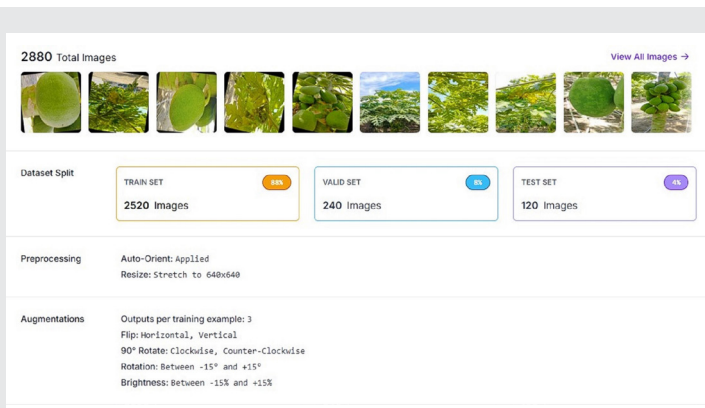 2880 Total Images
View All Images →
Dataset Split
TRAIN SET
88%
2520 Images
VALID SET
8%
240 Images
TEST SET
4%
120 Images
Preprocessing
Auto-Orient: Applied
Resize: Stretch to 640x640
Augmentations
Outputs per training example: 3
Flip: Horizontal, Vertical
90° Rotate: Clockwise, Counter-Clockwise
Rotation: Between -15° and +15°
Brightness: Between -15% and +15%